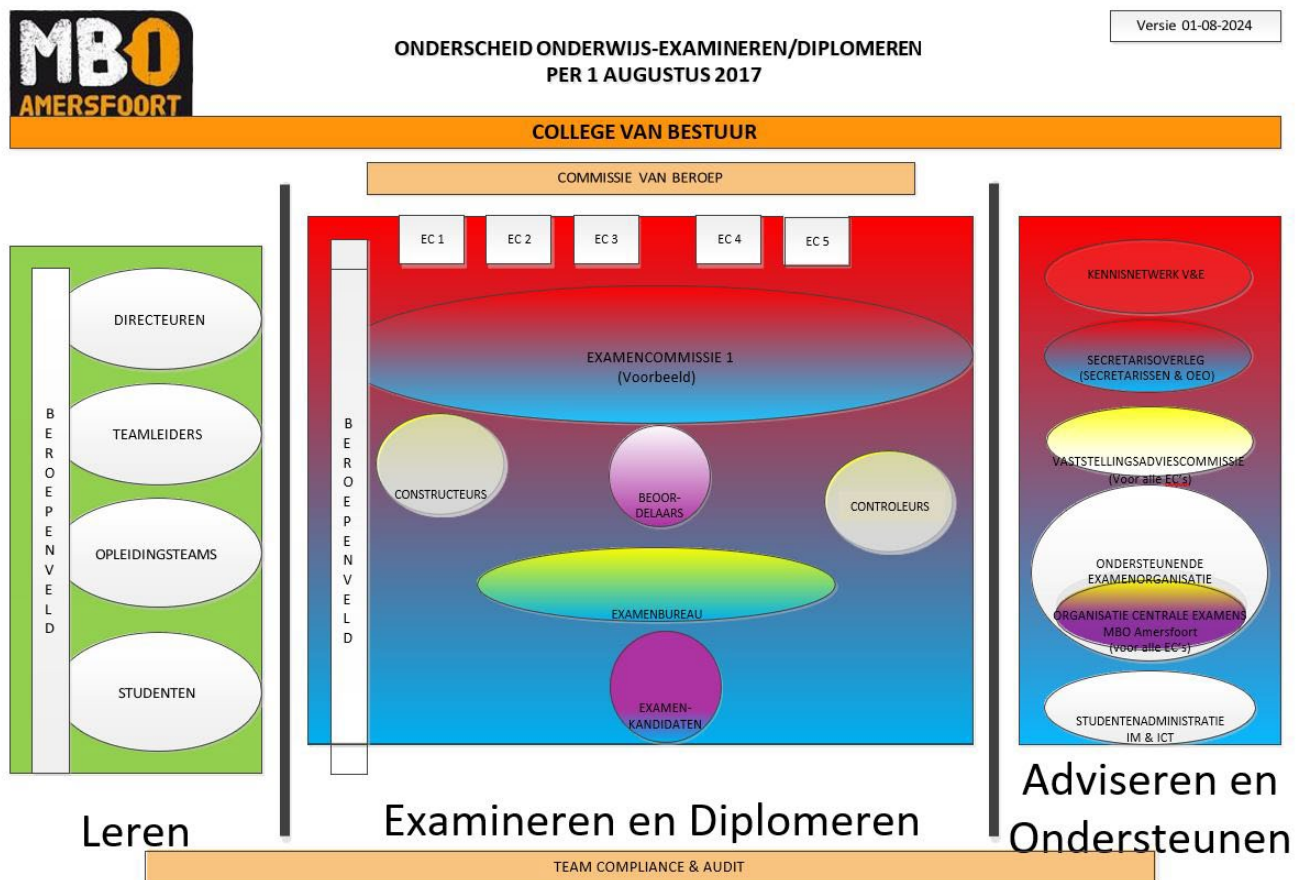 MBO
AMERSFOORT
ONDERSCHEID ONDERWIJS-EXAMINEREN/DIPLOMEREN
PER 1 AUGUSTUS 2017
Versie 01-08-2024
COLLEGE VAN BESTUUR
COMMISSIE VAN BEROEP
BEROEPENVELD
DIRECTEUREN
TEAMLEIDERS
OPLEIDINGSTEAMS
STUDENTEN
Leren
EC 1
EC 2
EC 3
EC 4
EC 5
BEROEPENVELD
EXAMENCOMMISSIE 1
(Voorbeeld)
CONSTRUCTEURS
BEOOR-
DELAARS
CONTROLEURS
EXAMENBUREAU
EXAMEN-
KANDIDATEN
Examineren en Diplomeren
KENNISNETWERK V&E
SECRETARISOVERLEG
(SECRETARISSEN & OEO)
VASTSTELLINGSADVIESCOMMISSIE
(Voor alle EC's)
ONDERSTEUNENDE
EXAMENORGANISATIE
ORGANISATIE CENTRALE EXAMENS
MBO Amersfoort
(voor alle EC's)
STUDENTENADMINISTRATIE
IM & ICT
Adviseren en
Ondersteunen
TEAM COMPLIANCE & AUDIT